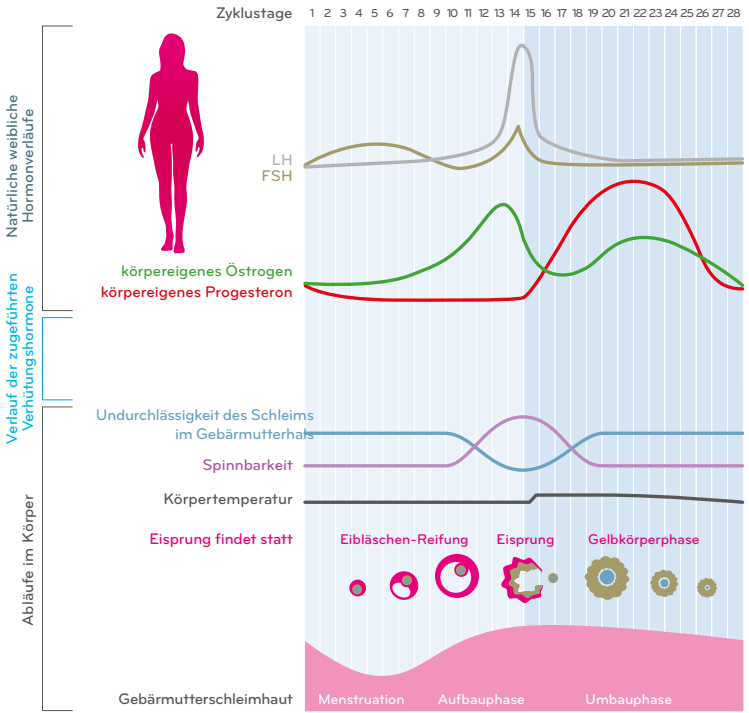 Zyklustage 1 2 3 4 5 6 7 8 9 10 11 12 13 14 15 16 17 18 19 20 21 22 23 24 25 26 27 28
Natürliche weibliche
Hormonverläufe
LH
FSH
körpereigenes Östrogen
körpereigenes Progesteron
Verlauf der zugeführten
Verhütungshormone
Abläufe im Körper
Undurchlässigkeit des Schleims
im Gebärmutterhals
Spinnbarkeit
Körpertemperatur
Eisprung findet statt Eibläschen-Reifung Eisprung Gelbkörperphase
Gebärmutterschleimhaut Menstruation Aufbauphase Umbauphase